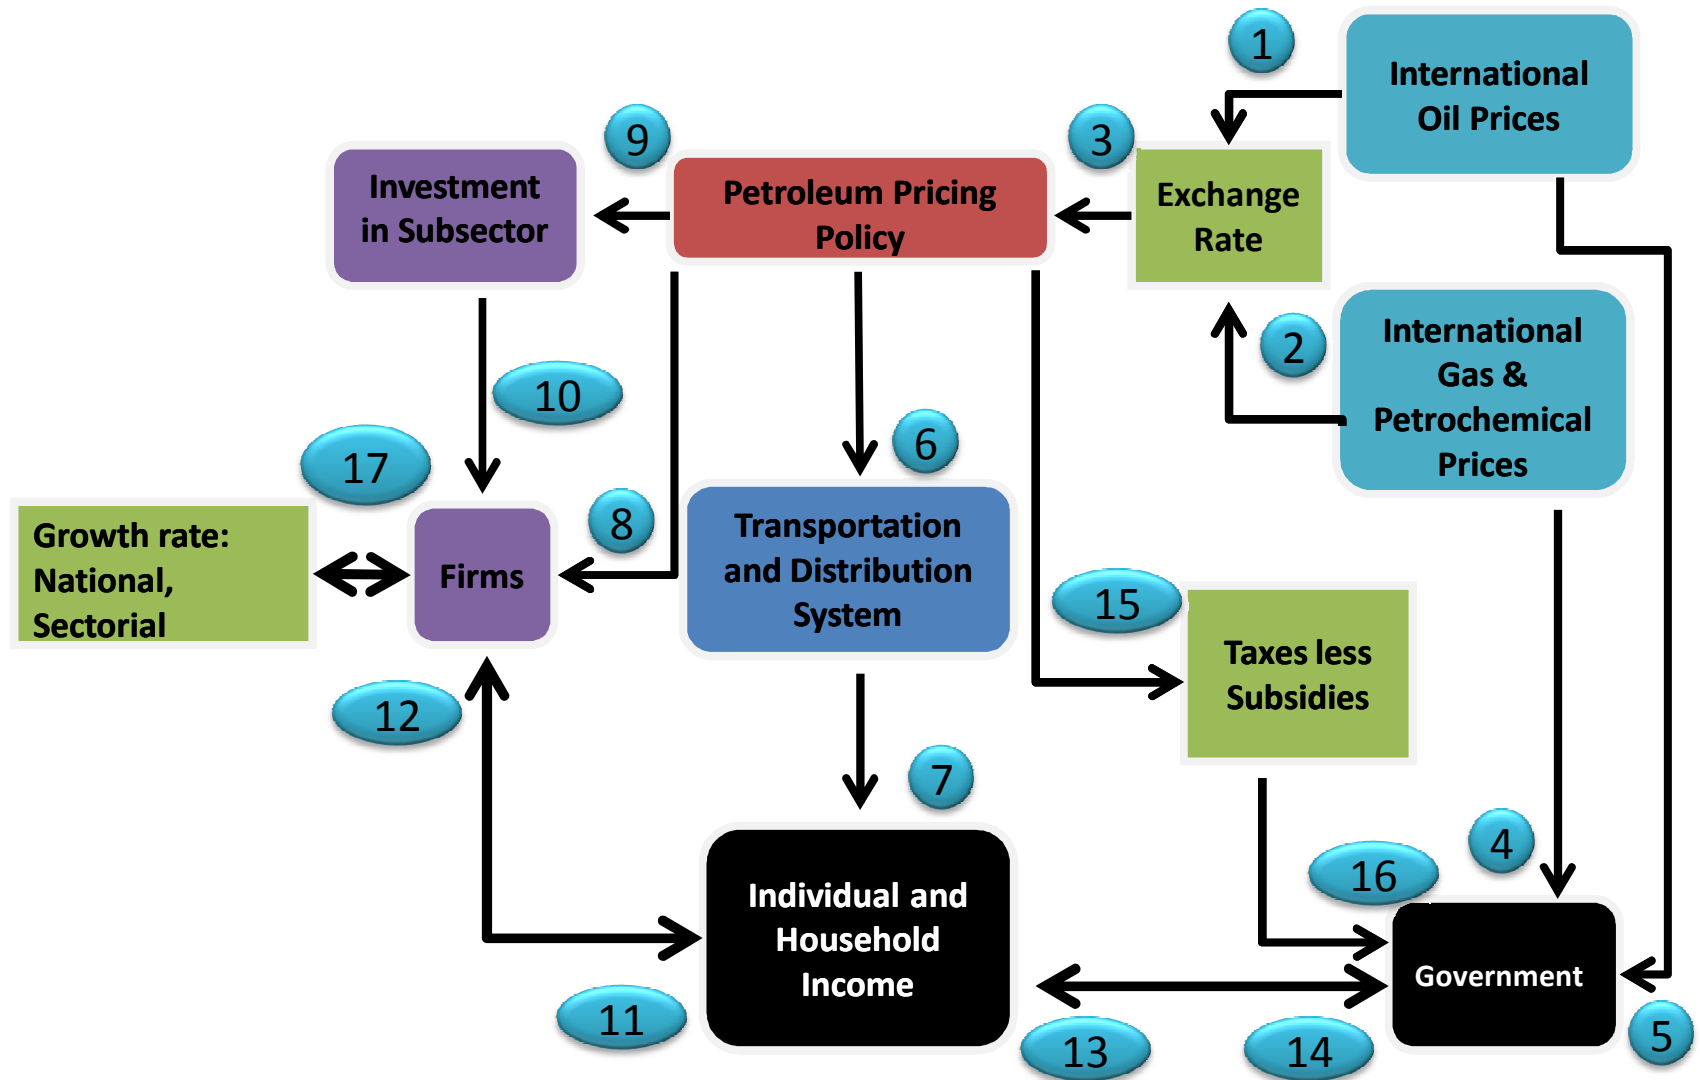 1
International
Oil Prices
9
3
Investment
in Subsector
Petroleum Pricing
Policy
Exchange
Rate
2
International
Gas &
Petrochemical
Prices
10
6
17
8
Growth rate:
National,
Sectorial
Firms
Transportation
and Distribution
System
15
Taxes less
Subsidies
12
7
4
16
Individual and
Household
Income
Government
11
13
14
5